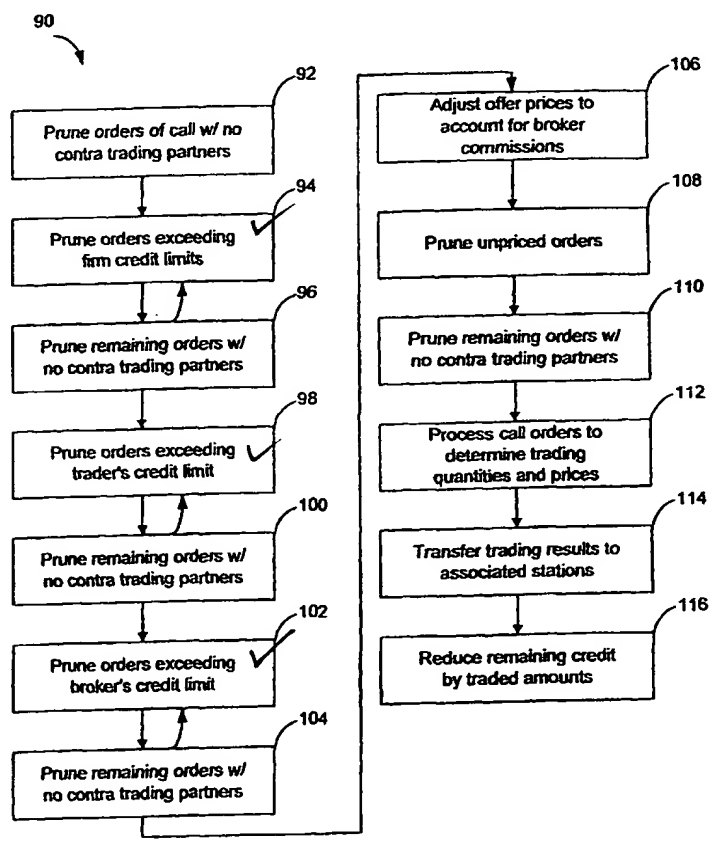 90
92
Prune orders of call w/ no
contra trading partners
94
Prune orders exceeding
firm credit limits
96
Prune remaining orders w/
no contra trading partners
98
Prune orders exceeding
trader's credit limit
100
Prune remaining orders w/
no contra trading partners
102
Prune orders exceeding
broker's credit limit
104
Prune remaining orders w/
no contra trading partners
106
Adjust offer prices to
account for broker
commissions
108
Prune unpriced orders
110
Prune remaining orders w/
no contra trading partners
112
Process call orders to
determine trading
quantities and prices
114
Transfer trading results to
associated stations
116
Reduce remaining credit
by traded amounts